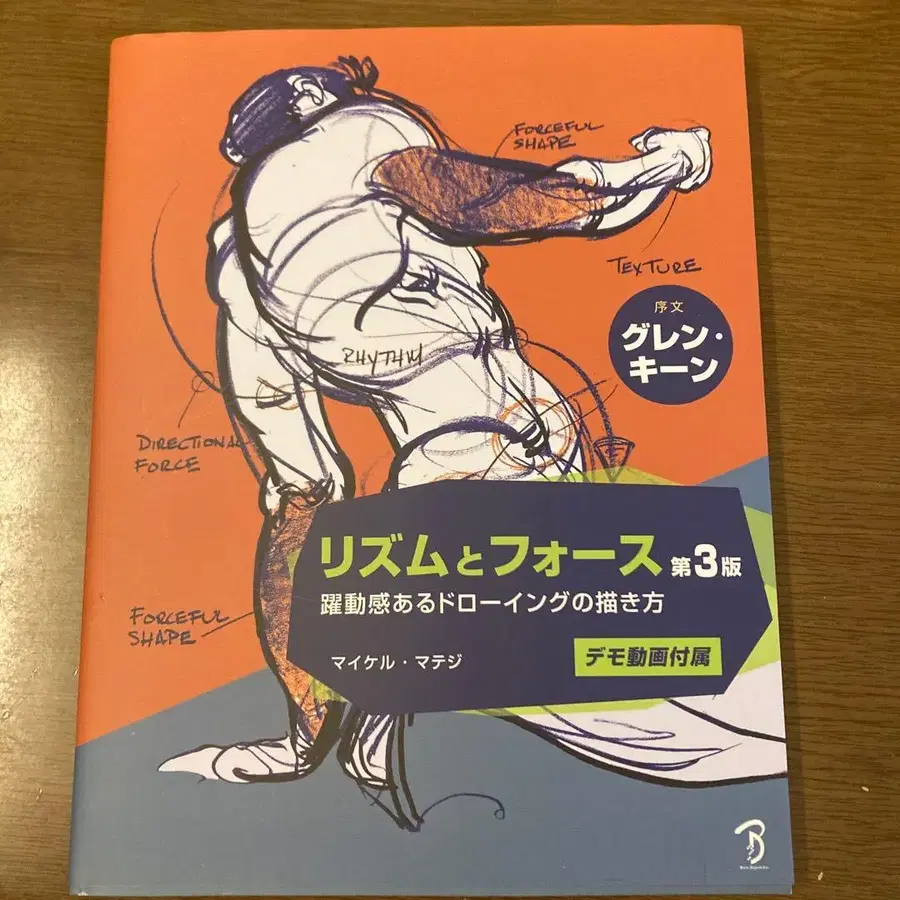 FORCEFUL
SHAPE
TEXTURE
序文
グレン・
キーン
RHYTHM
DIRECTIONAL
FORCE
リズムとフォース 第3版
躍動感あるドローイングの描き方
FORCEFUL
SHAPE
マイケル・マテジ
デモ動画付属
B